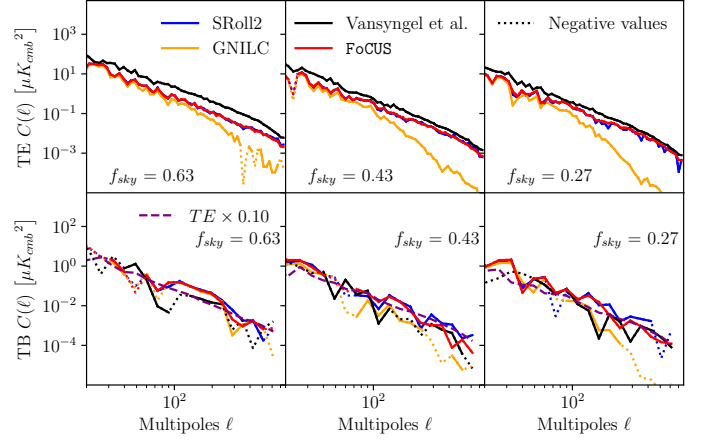 SRoll2
GNILC
Vansyngel et al.
FoCUS
Negative values
TE C(ℓ) [μK_cmb²]
10¹
10⁻¹
10⁻³
f_sky = 0.63
f_sky = 0.43
f_sky = 0.27
TB C(ℓ) [μK_cmb²]
10²
10⁰
10⁻²
10⁻⁴
TE × 0.10
f_sky = 0.63
f_sky = 0.43
f_sky = 0.27
10²
10²
10²
Multipoles ℓ
Multipoles ℓ
Multipoles ℓ